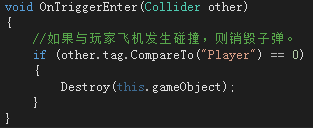 void OnTriggerEnter(Collider other)
{
    //如果与玩家飞机发生碰撞，则销毁子弹。
    if (other.tag.CompareTo("Player") == 0)
    {
        Destroy(this.gameObject);
    }
}